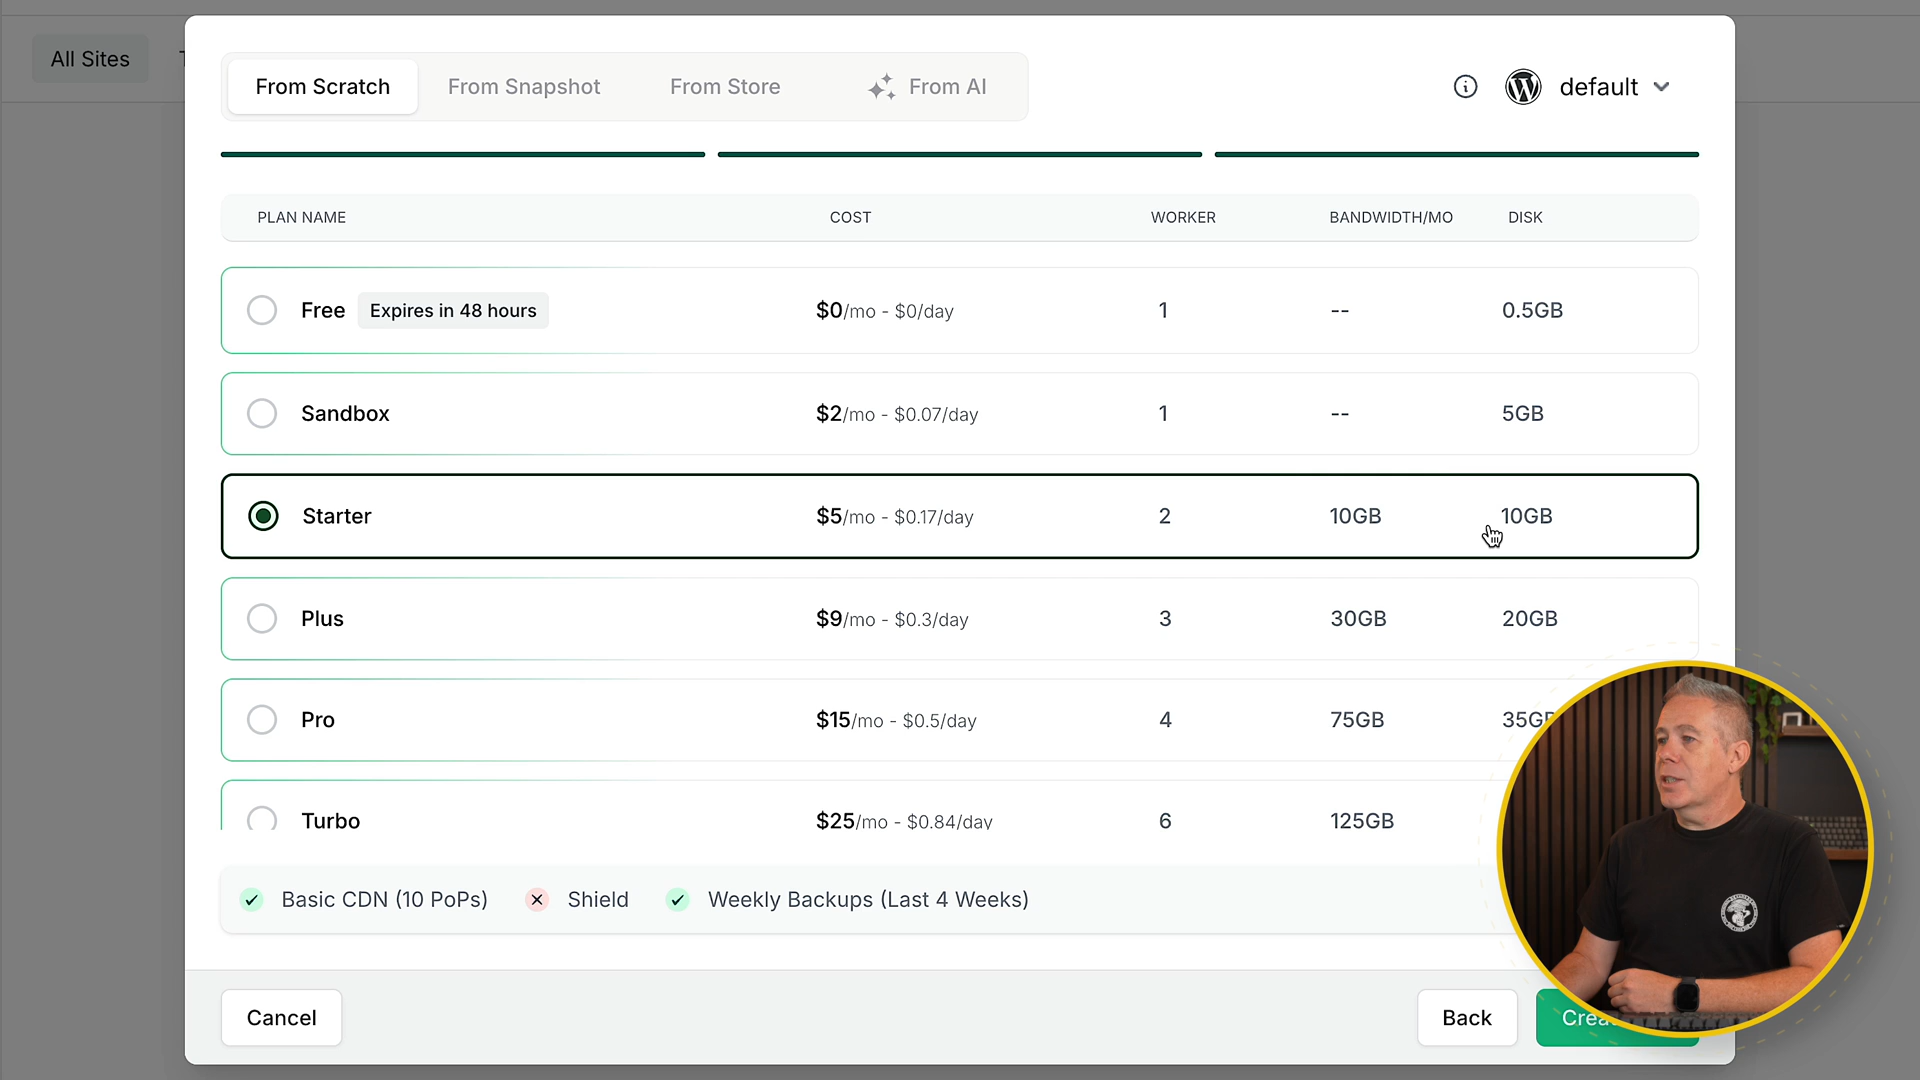 All Sites
From Scratch
From Snapshot
From Store
From AI
default
PLAN NAME COST WORKER BANDWIDTH/MO DISK
Free Expires in 48 hours $0/mo - $0/day 1 -- 0.5GB
Sandbox $2/mo - $0.07/day 1 -- 5GB
Starter $5/mo - $0.17/day 2 10GB 10GB
Plus $9/mo - $0.3/day 3 30GB 20GB
Pro $15/mo - $0.5/day 4 75GB 35G
Turbo $25/mo - $0.84/day 6 125GB
Basic CDN (10 PoPs) Shield Weekly Backups (Last 4 Weeks)
Cancel
Back